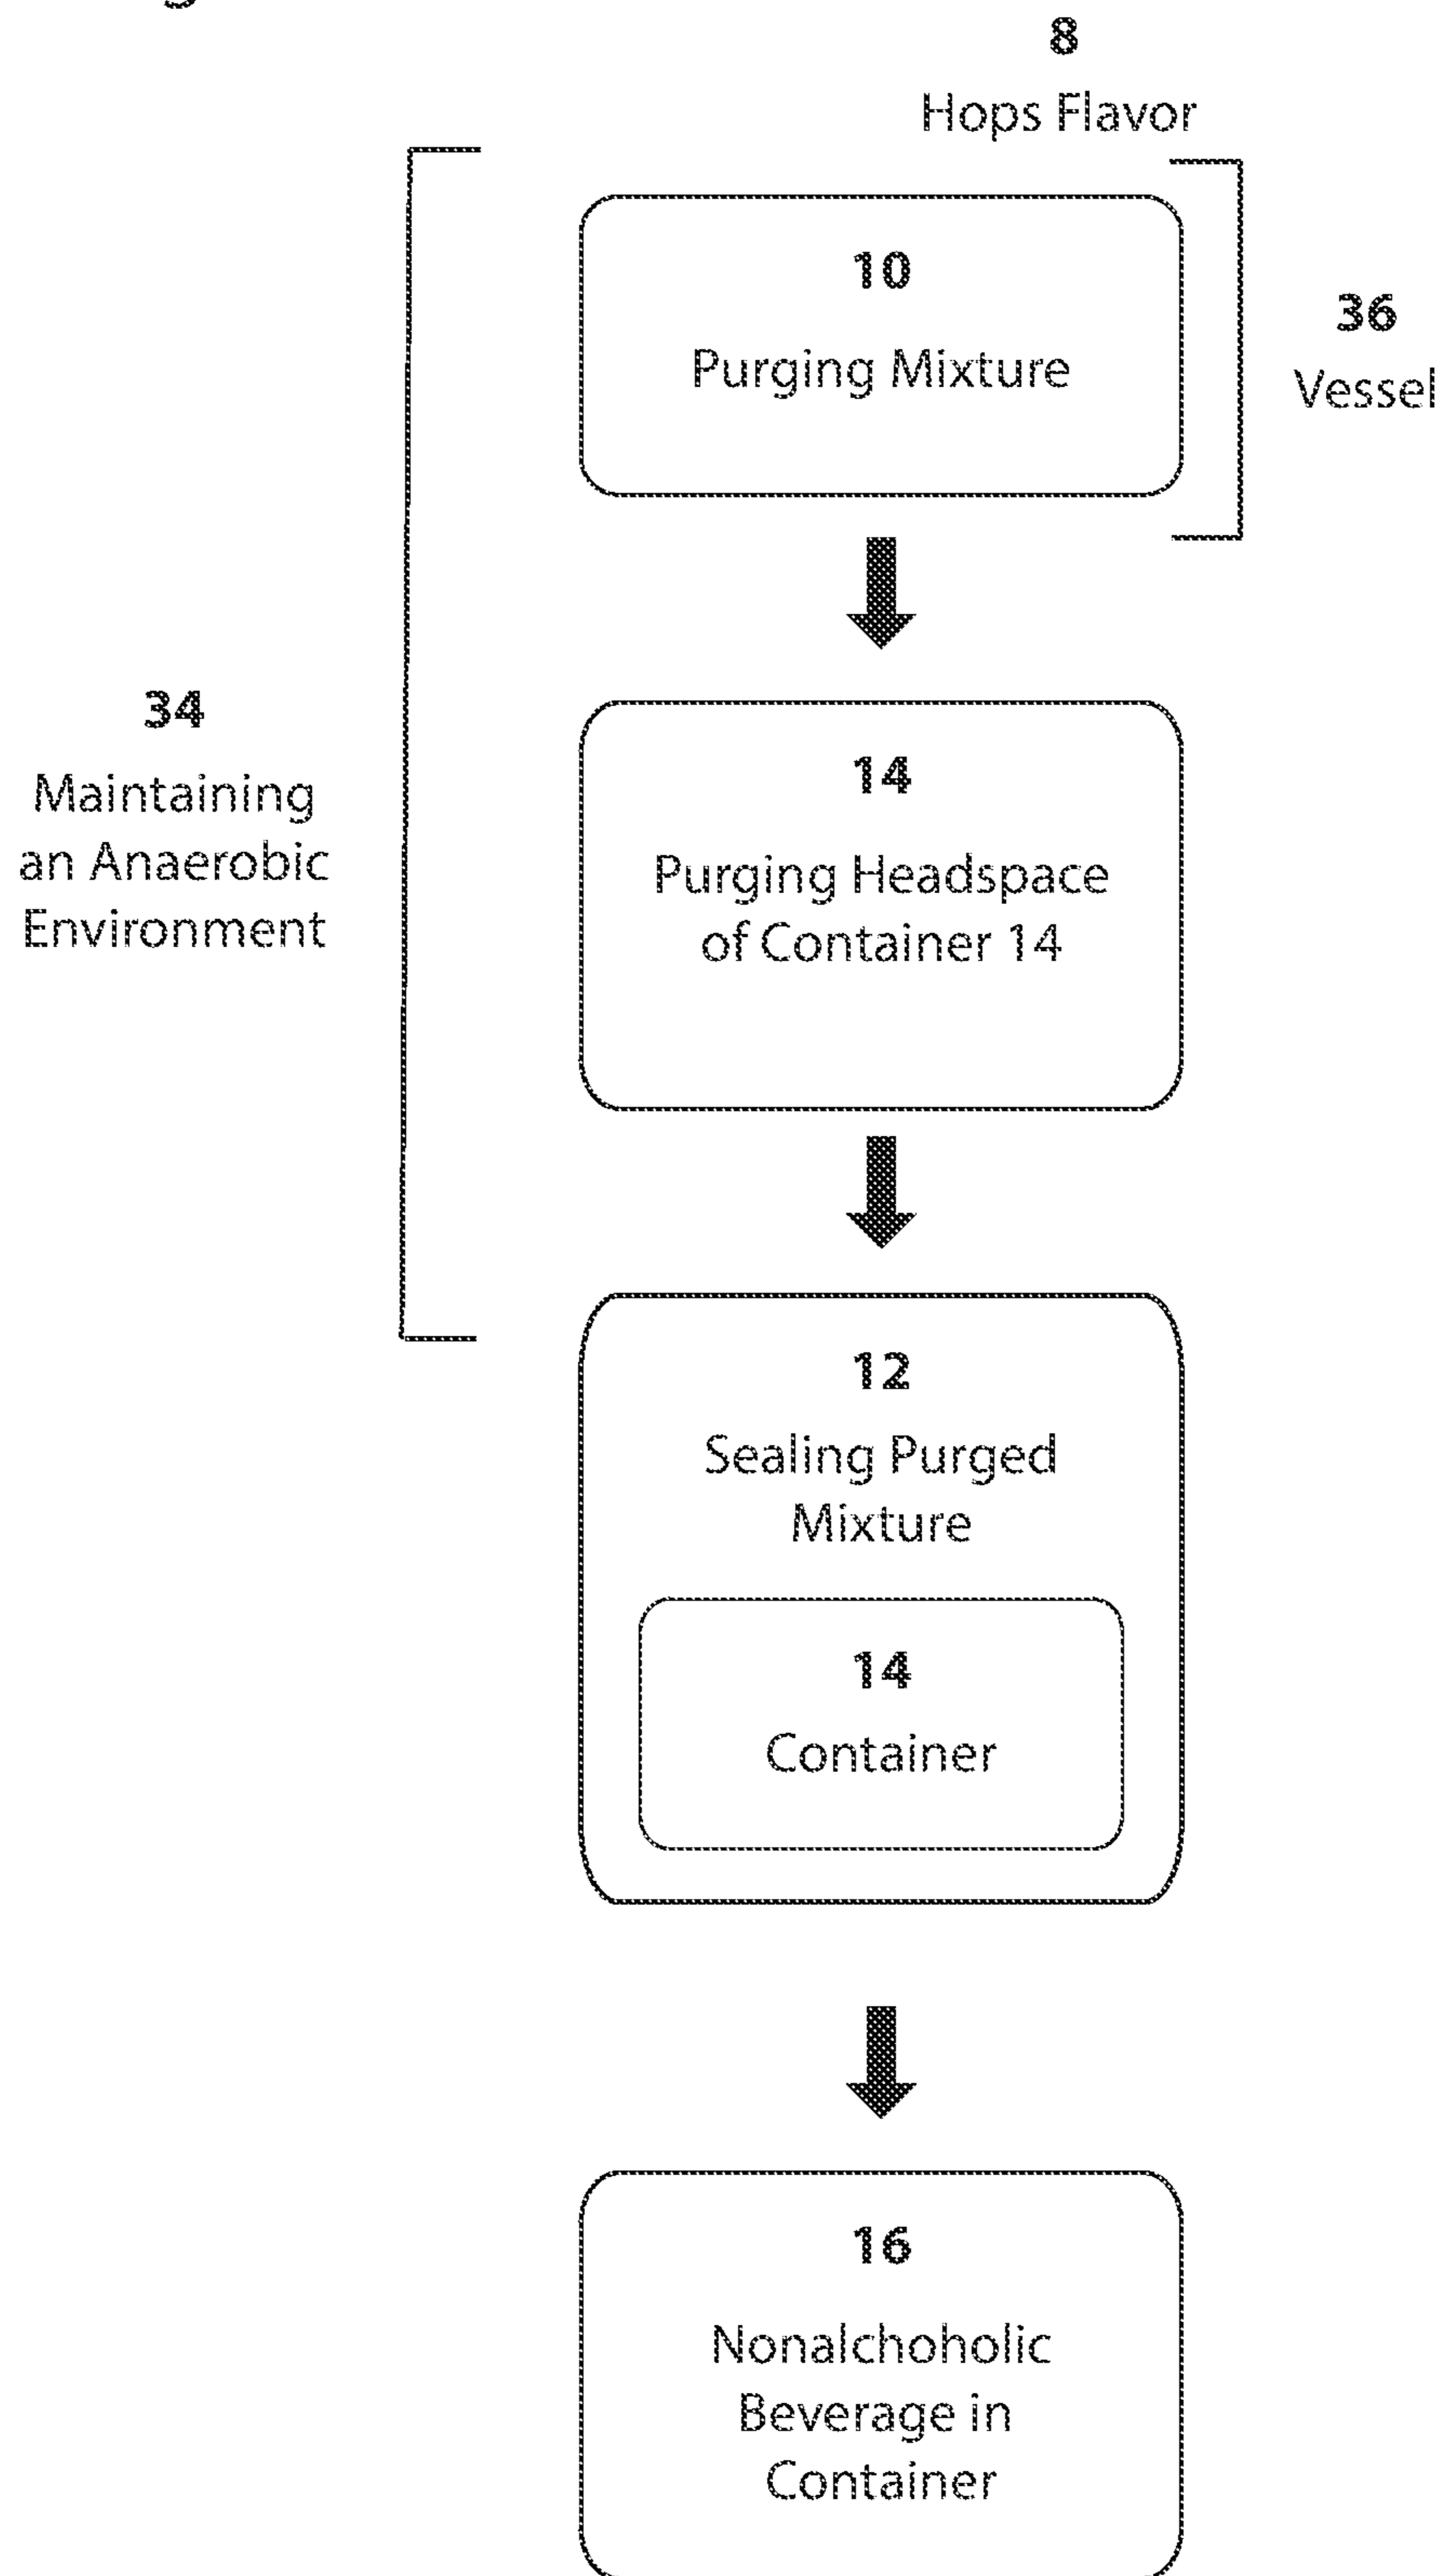 8
Hops Flavor
10
Purging Mixture
36
Vessel
34
Maintaining
an Anaerobic
Environment
14
Purging Headspace
of Container 14
12
Sealing Purged
Mixture
14
Container
16
Nonalchoholic
Beverage in
Container